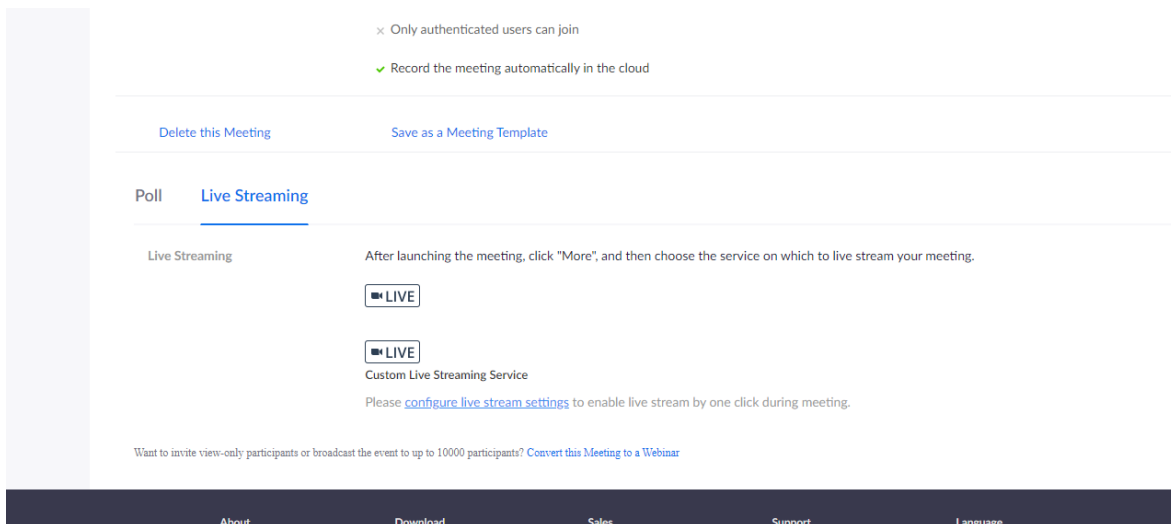 Only authenticated users can join
Record the meeting automatically in the cloud
Delete this Meeting
Save as a Meeting Template
Poll
Live Streaming
Live Streaming
After launching the meeting, click "More", and then choose the service on which to live stream your meeting.
LIVE
LIVE
Custom Live Streaming Service
Please configure live stream settings to enable live stream by one click during meeting.
Want to invite view-only participants or broadcast the event to up to 10000 participants? Convert this Meeting to a Webinar
About
Download
Sales
Support
Language